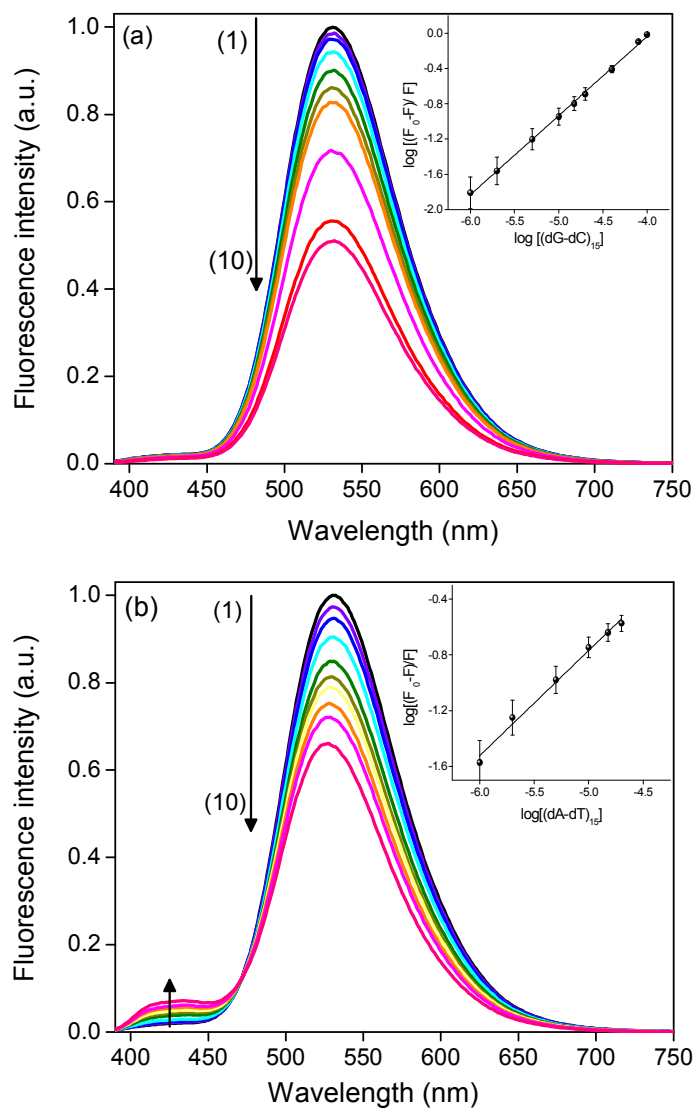 (a)
(1)
(10)
Fluorescence intensity (a.u.)
1.0
0.8
0.6
0.4
0.2
0.0
400 450 500 550 600 650 700 750
Wavelength (nm)
log [(F₀-F)/ F]
0.0
-0.4
-0.8
-1.2
-1.6
-2.0
-6.0 -5.5 -5.0 -4.5 -4.0
log [(dG-dC)₁₅]
(b)
(1)
(10)
Fluorescence intensity (a.u.)
1.0
0.8
0.6
0.4
0.2
0.0
400 450 500 550 600 650 700 750
Wavelength (nm)
log[(F₀-F)/F]
-0.4
-0.8
-1.2
-1.6
-6.0 -5.5 -5.0 -4.5
log[(dA-dT)₁₅]